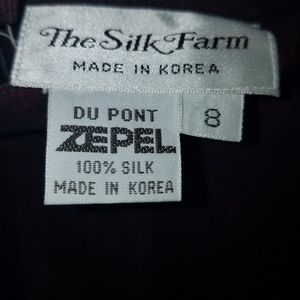 The Silk Farm
MADE IN KOREA
8
DU PONT
ZEPEL
100% SILK
MADE IN KOREA